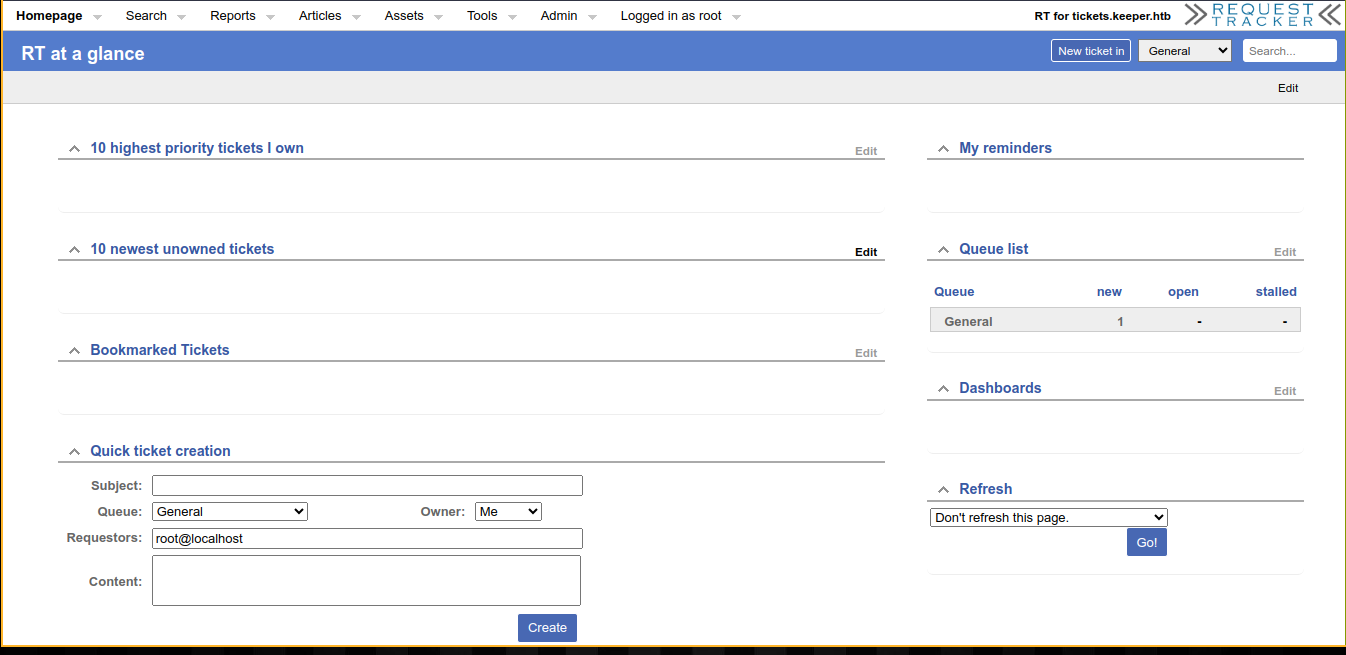 Homepage Search Reports Articles Assets Tools Admin Logged in as root RT for tickets.keeper.htb REQUEST
TRACKER
RT at a glance New ticket in General Search...
Edit
10 highest priority tickets I own Edit
My reminders
10 newest unowned tickets Edit
Queue list Edit
Queue new open stalled
General 1 - -
Bookmarked Tickets Edit
Dashboards Edit
Quick ticket creation
Subject:
Queue: General Owner: Me
Requestors: root@localhost
Content:
Create
Refresh
Don't refresh this page.
Go!